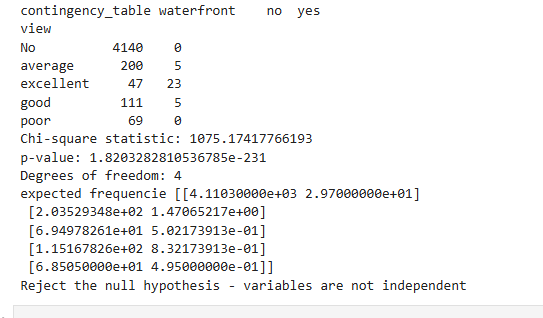 contingency_table waterfront    no  yes
view
No          4140    0
average      200    5
excellent     47   23
good         111    5
poor          69    0
Chi-square statistic: 1075.17417766193
p-value: 1.8203282810536785e-231
Degrees of freedom: 4
expected frequencie [[4.11030000e+03 2.97000000e+01]
[2.03529348e+02 1.47065217e+00]
[6.94978261e+01 5.02173913e-01]
[1.15167826e+02 8.32173913e-01]
[6.85050000e+01 4.95000000e-01]]
Reject the null hypothesis - variables are not independent